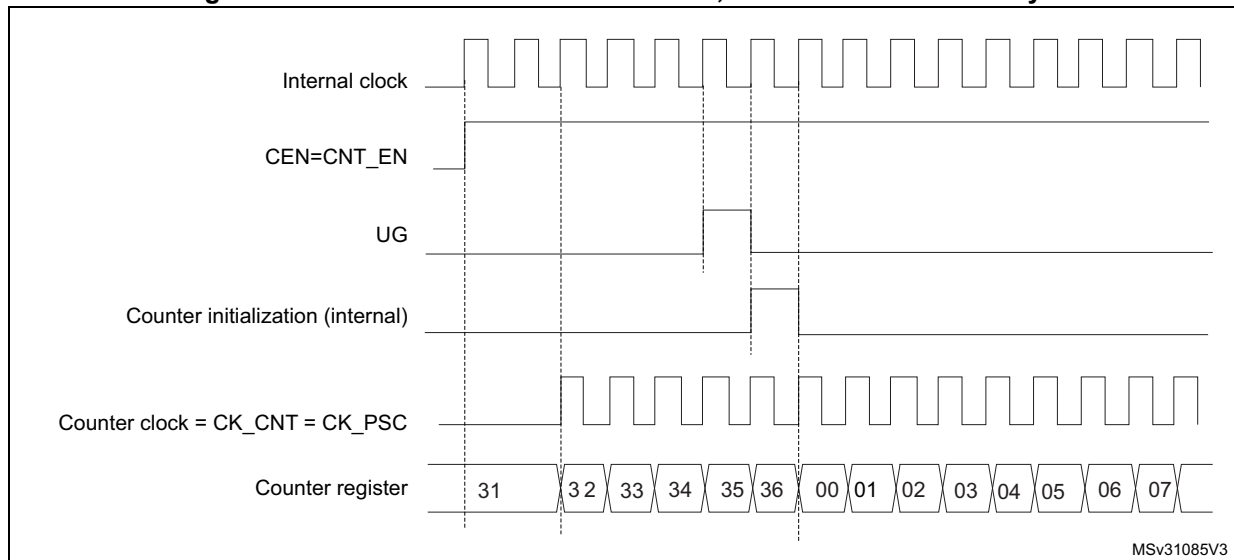 Internal clock
CEN=CNT_EN
UG
Counter initialization (internal)
Counter clock = CK_CNT = CK_PSC
Counter register 31 32 33 34 35 36 00 01 02 03 04 05 06 07
MSv31085V3